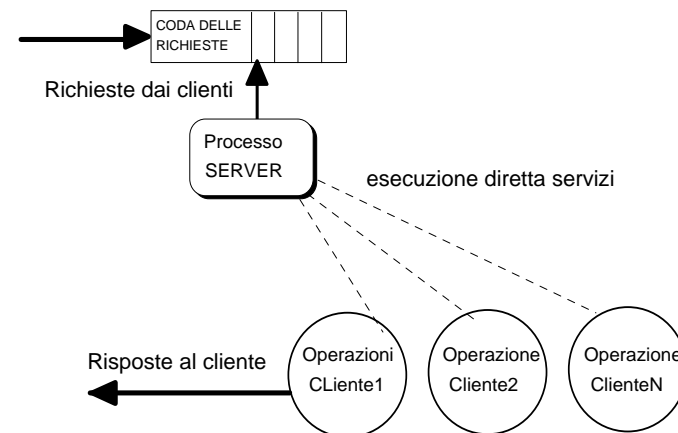 CODA DELLE
RICHIESTE
Richieste dai clienti
Processo
SERVER
esecuzione diretta servizi
Risposte al cliente
Operazioni
CLiente1
Operazione
Cliente2
Operazione
ClienteN